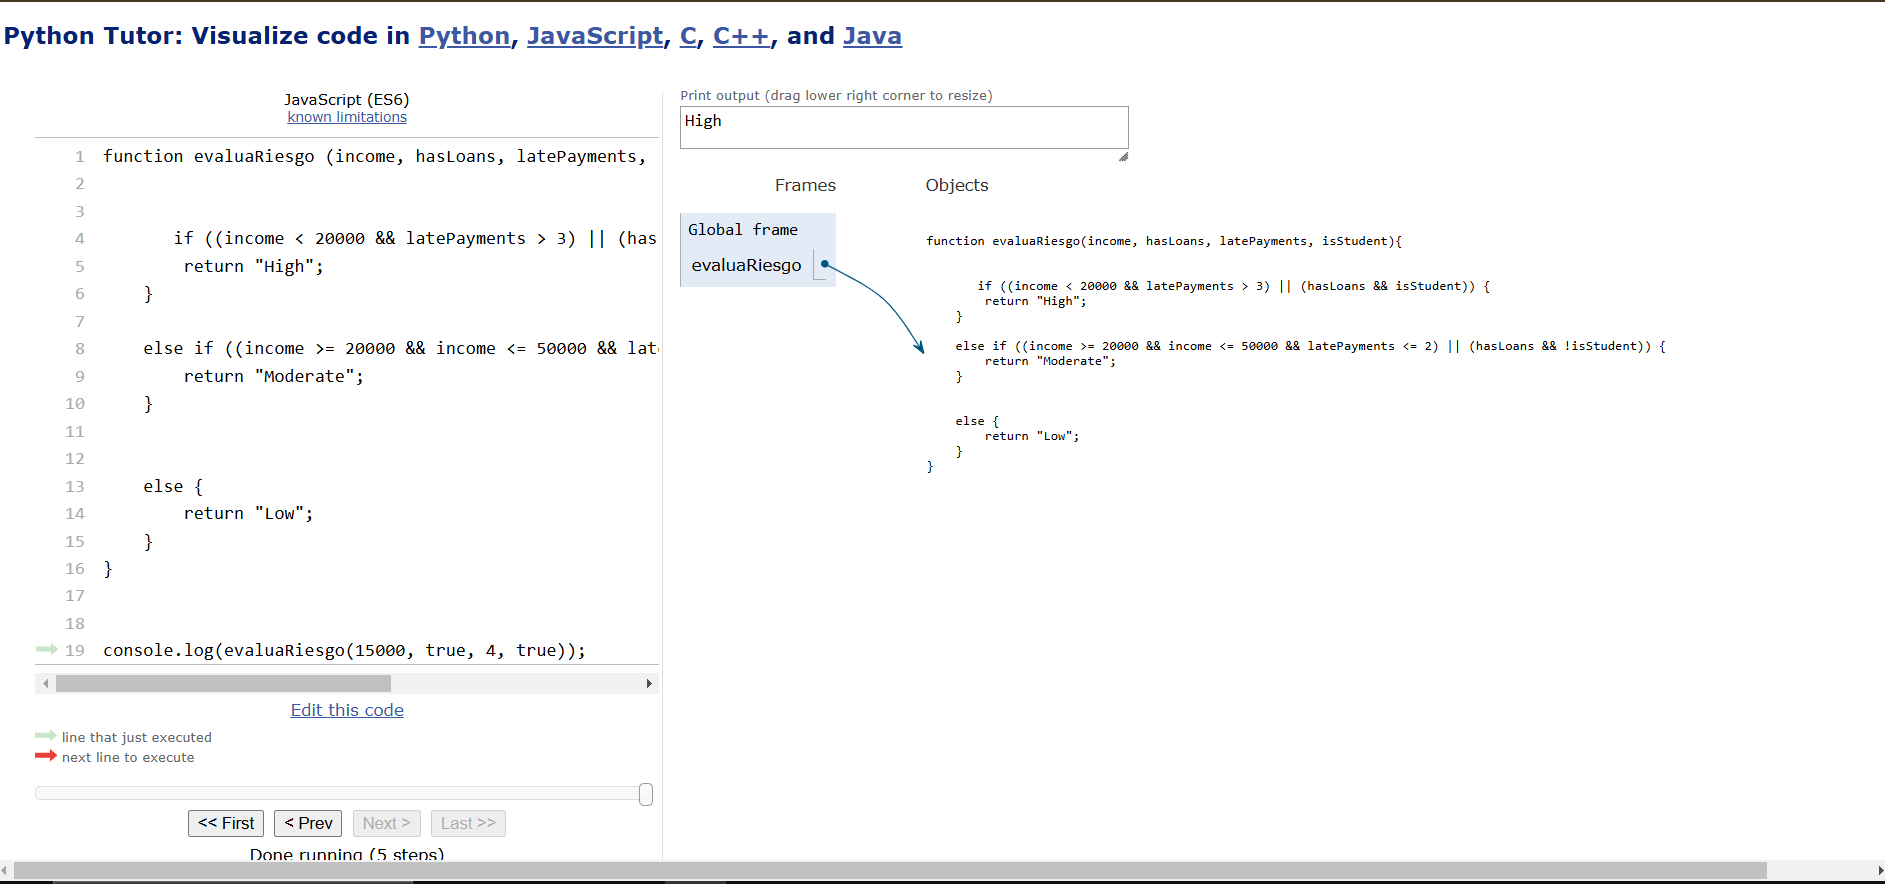 Python Tutor: Visualize code in Python, JavaScript, C, C++, and Java
JavaScript (ES6)
known limitations
1 function evaluaRiesgo (income, hasLoans, latePayments,
2
3
4 if ((income < 20000 && latePayments > 3) || (has
5 return "High";
6 }
7
8 else if ((income >= 20000 && income <= 50000 && lat
9 return "Moderate";
10 }
11
12
13 else {
14 return "Low";
15 }
16 }
17
18
19 console.log(evaluaRiesgo(15000, true, 4, true));
Edit this code
line that just executed
next line to execute
<< First < Prev Next > Last >>
Done running (5 steps)
Print output (drag lower right corner to resize)
High
Frames Objects
Global frame
evaluaRiesgo
function evaluaRiesgo(income, hasLoans, latePayments, isStudent){
if ((income < 20000 && latePayments > 3) || (hasLoans && isStudent)) {
return "High";
}
else if ((income >= 20000 && income <= 50000 && latePayments <= 2) || (hasLoans && !isStudent)) {
return "Moderate";
}
else {
return "Low";
}
}